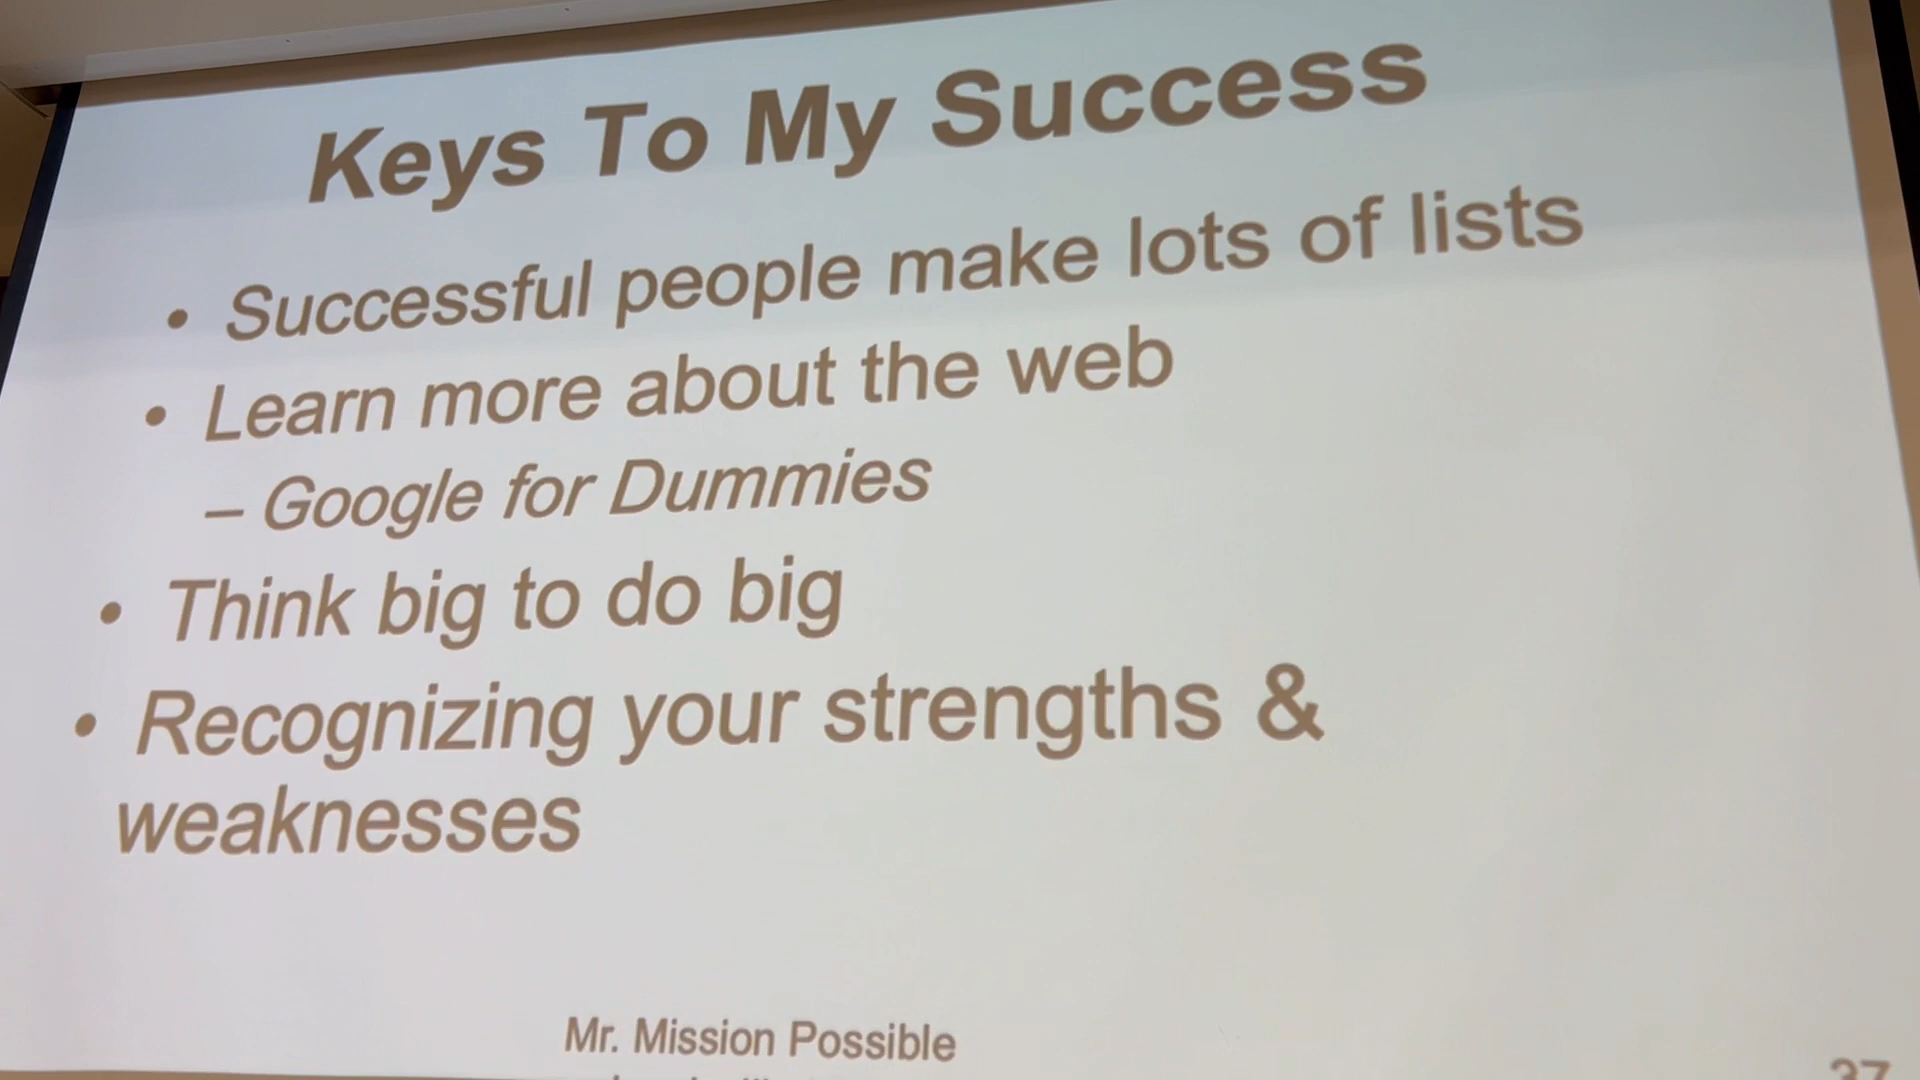 Keys To My Success
• Successful people make lots of lists
• Learn more about the web
– Google for Dummies
• Think big to do big
• Recognizing your strengths &
weaknesses
Mr. Mission Possible
37